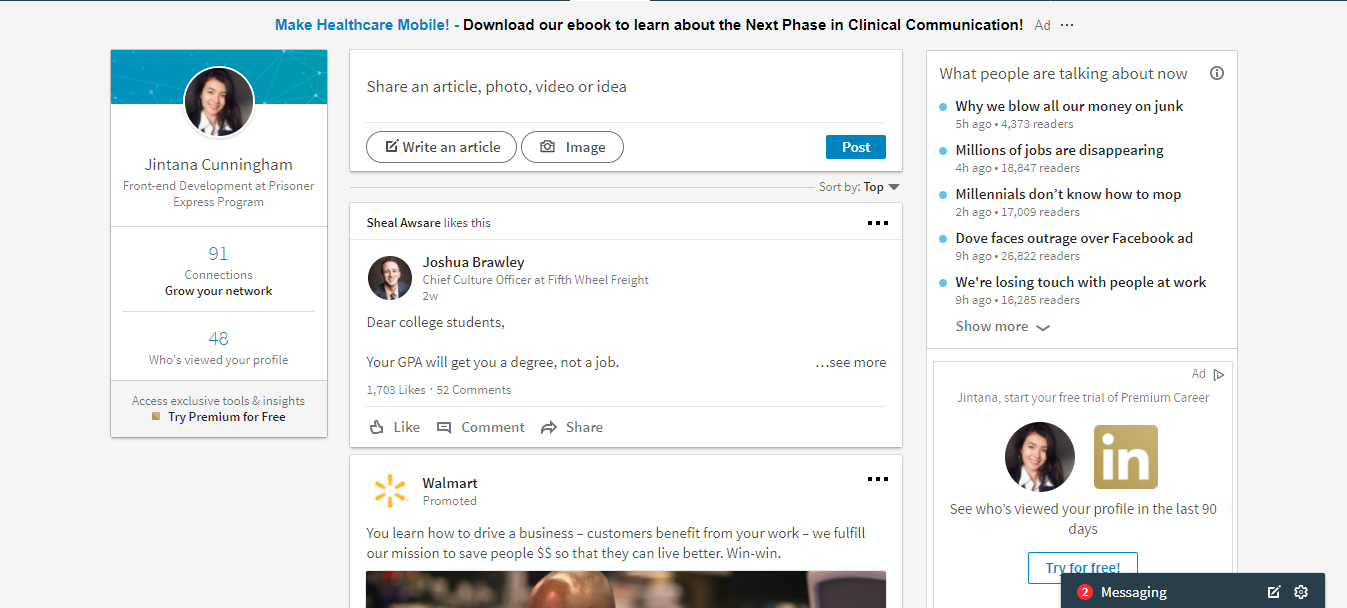 Make Healthcare Mobile! - Download our ebook to learn about the Next Phase in Clinical Communication! Ad ···
Jintana Cunningham
Front-end Development at Prisoner
Express Program
91
Connections
Grow your network
48
Who's viewed your profile
Access exclusive tools & insights
Try Premium for Free
Share an article, photo, video or idea
Write an article
Image
Post
Sort by: Top
Sheal Awsare likes this
Joshua Brawley
Chief Culture Officer at Fifth Wheel Freight
2w
Dear college students,
Your GPA will get you a degree, not a job.
…see more
1,703 Likes · 52 Comments
Like
Comment
Share
Walmart
Promoted
You learn how to drive a business – customers benefit from your work – we fulfill
our mission to save people $$ so that they can live better. Win-win.
What people are talking about now
Why we blow all our money on junk
5h ago • 4,373 readers
Millions of jobs are disappearing
4h ago • 18,847 readers
Millennials don’t know how to mop
2h ago • 17,009 readers
Dove faces outrage over Facebook ad
9h ago • 26,822 readers
We're losing touch with people at work
9h ago • 16,285 readers
Show more
Ad
Jintana, start your free trial of Premium Career
in
See who’s viewed your profile in the last 90
days
Try for free!
2 Messaging